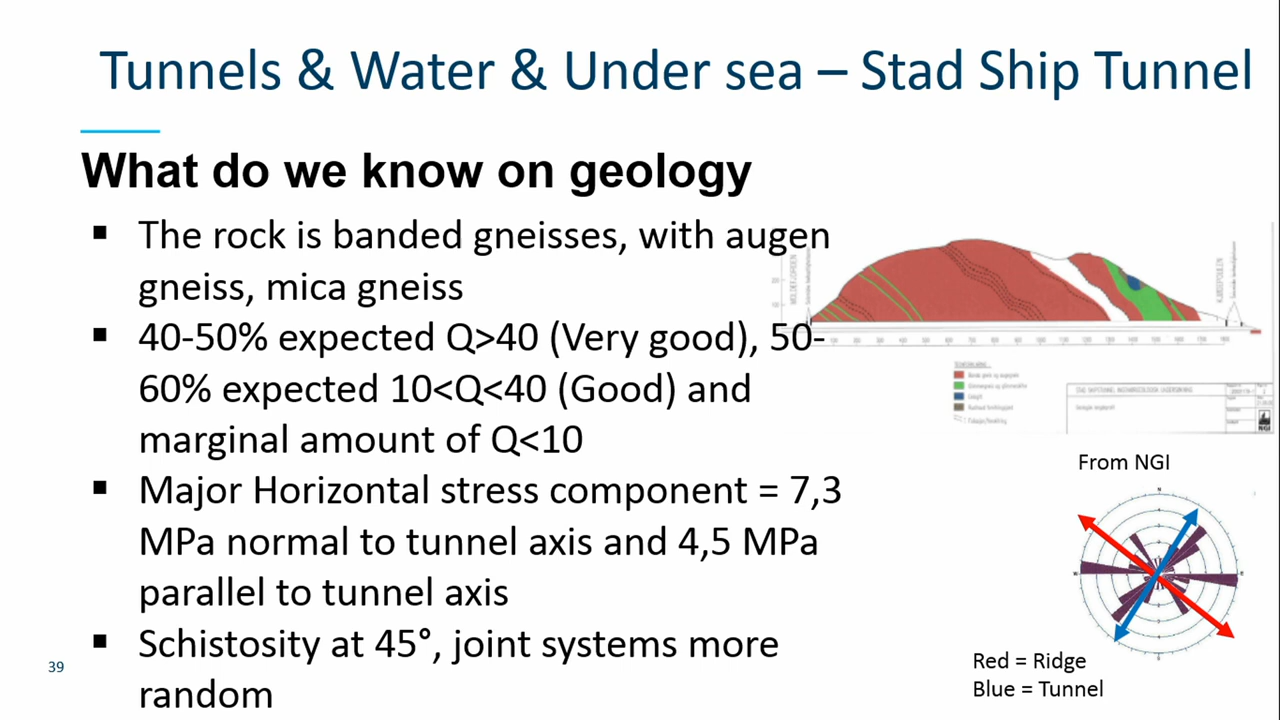 Tunnels & Water & Under sea – Stad Ship Tunnel
What do we know on geology
▪ The rock is banded gneisses, with augen
gneiss, mica gneiss
▪ 40-50% expected Q>40 (Very good), 50-
60% expected 10<Q<40 (Good) and
marginal amount of Q<10
▪ Major Horizontal stress component = 7,3
MPa normal to tunnel axis and 4,5 MPa
parallel to tunnel axis
▪ Schistosity at 45°, joint systems more
random
39
MOLDEFJORDEN
KJØDEPOLLEN
NGI
From NGI
Red = Ridge
Blue = Tunnel